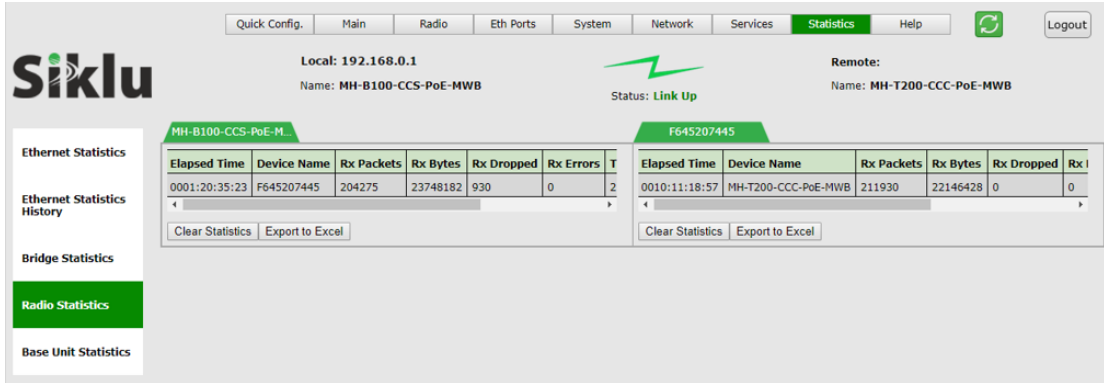 Quick Config. Main Radio Eth Ports System Network Services Statistics Help Logout
Siklu
Local: 192.168.0.1
Name: MH-B100-CCS-PoE-MWB
Status: Link Up
Remote:
Name: MH-T200-CCC-PoE-MWB
Ethernet Statistics
Ethernet Statistics
History
Bridge Statistics
Radio Statistics
Base Unit Statistics
MH-B100-CCS-PoE-M...
Elapsed Time Device Name Rx Packets Rx Bytes Rx Dropped Rx Errors T
0001:20:35:23 F645207445 204275 23748182 930 0 2
Clear Statistics Export to Excel
F645207445
Elapsed Time Device Name Rx Packets Rx Bytes Rx Dropped Rx
0010:11:18:57 MH-T200-CCC-PoE-MWB 211930 22146428 0 0
Clear Statistics Export to Excel